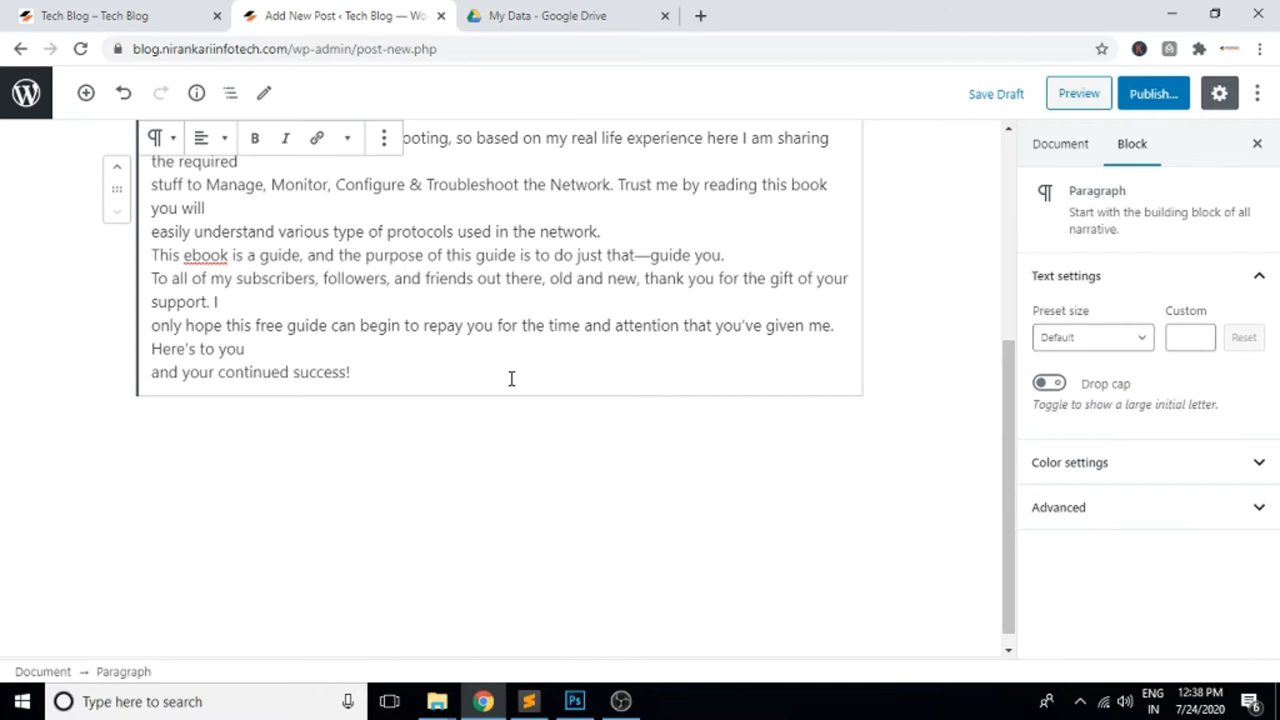 Tech Blog – Tech Blog
Add New Post ‹ Tech Blog — Wo
My Data - Google Drive
blog.nirankariinfotech.com/wp-admin/post-new.php
Save Draft
Preview
Publish...
B I
ooting, so based on my real life experience here I am sharing
the required
stuff to Manage, Monitor, Configure & Troubleshoot the Network. Trust me by reading this book
you will
easily understand various type of protocols used in the network.
This ebook is a guide, and the purpose of this guide is to do just that—guide you.
To all of my subscribers, followers, and friends out there, old and new, thank you for the gift of your
support. I
only hope this free guide can begin to repay you for the time and attention that you've given me.
Here's to you
and your continued success!
Document
Block
Paragraph
Start with the building block of all
narrative.
Text settings
Preset size
Custom
Default
Reset
Drop cap
Toggle to show a large initial letter.
Color settings
Advanced
Document → Paragraph
Type here to search
Ps
ENG
IN
12:38 PM
7/24/2020
6